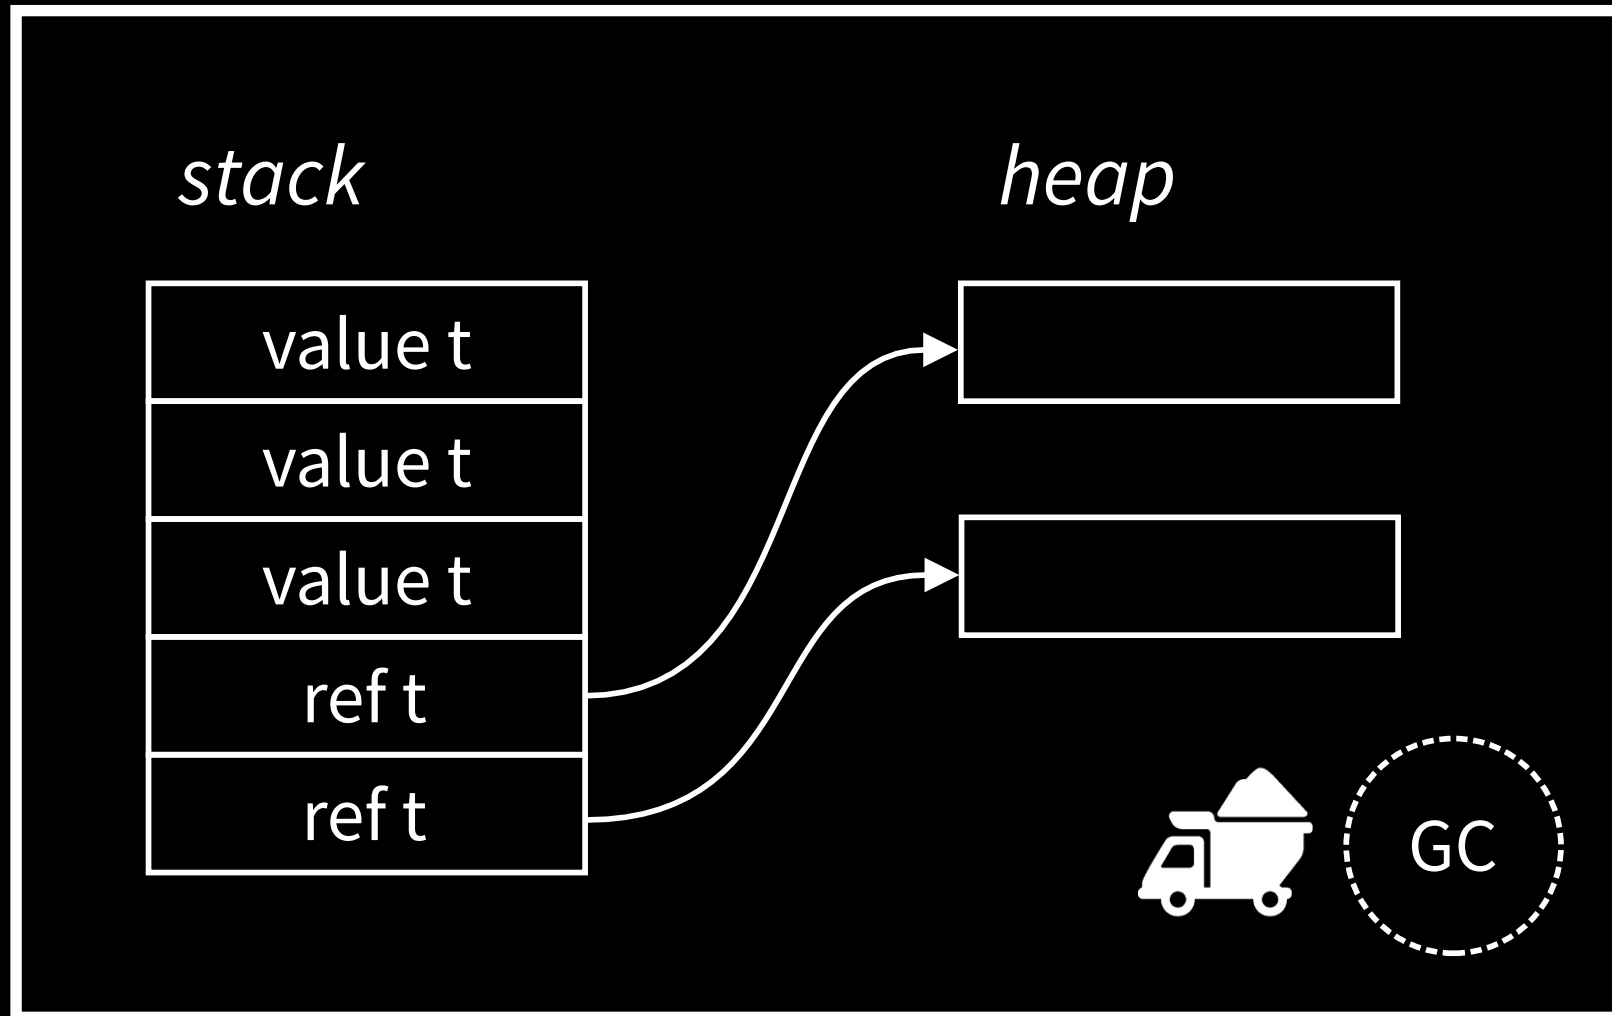 stack
heap
value t
value t
value t
ref t
ref t
GC